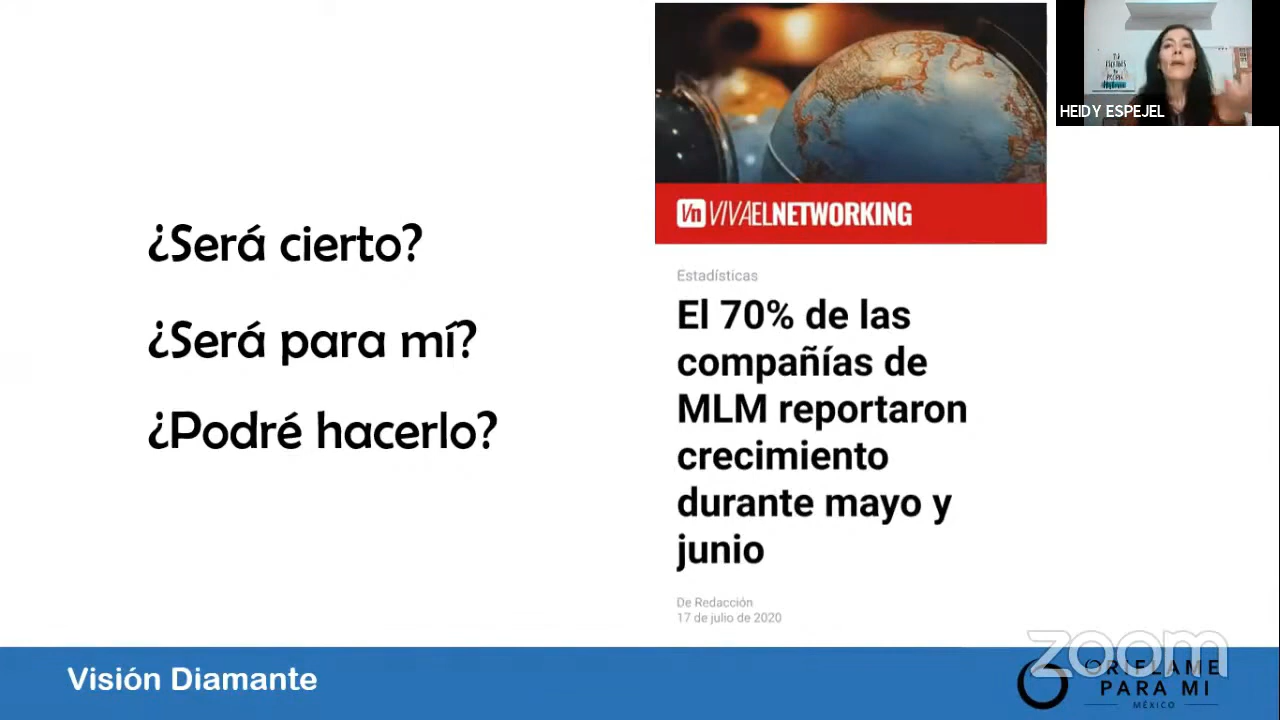 HEIDY ESPEJEL
Vn VIVAELNETWORKING
¿Será cierto?
¿Será para mí?
¿Podré hacerlo?
Estadísticas
El 70% de las
compañías de
MLM reportaron
crecimiento
durante mayo y
junio
De Redacción
17 de julio de 2020
Visión Diamante
zoom
ORIFLAME
PARA MI
MÉXICO